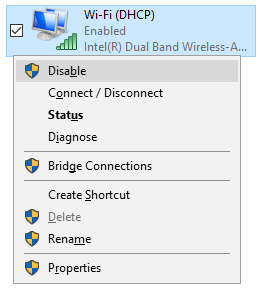 Wi-Fi (DHCP)
Enabled
Intel(R) Dual Band Wireless-A...
Disable
Connect / Disconnect
Status
Diagnose
Bridge Connections
Create Shortcut
Delete
Rename
Properties